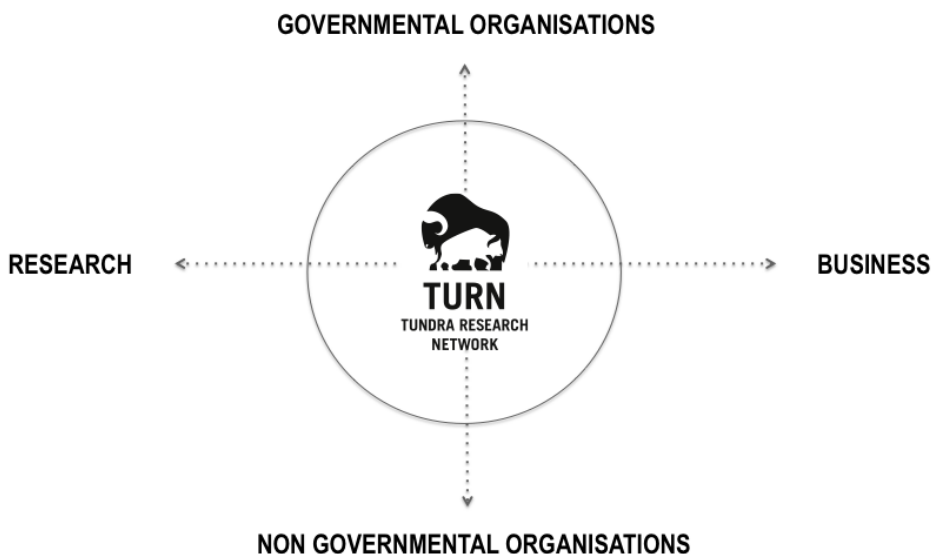 GOVERNMENTAL ORGANISATIONS
RESEARCH
BUSINESS
TURN
TUNDRA RESEARCH
NETWORK
NON GOVERNMENTAL ORGANISATIONS